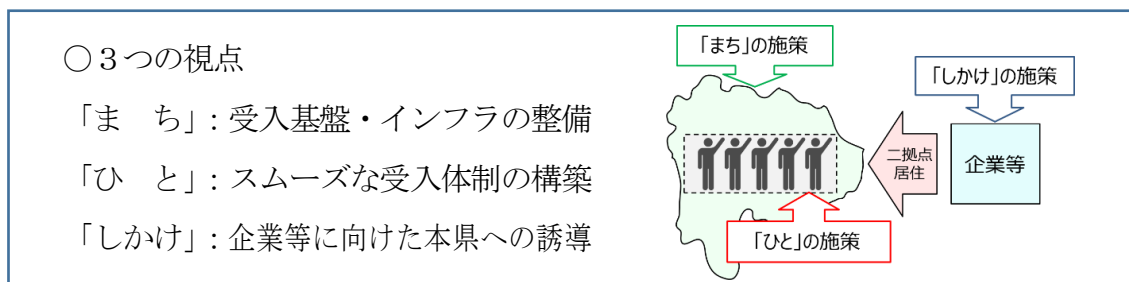 ○３つの視点
「ま　ち」：受入基盤・インフラの整備
「ひ　と」：スムーズな受入体制の構築
「しかけ」：企業等に向けた本県への誘導
「まち」の施策
「しかけ」の施策
二拠点
居住
企業等
「ひと」の施策